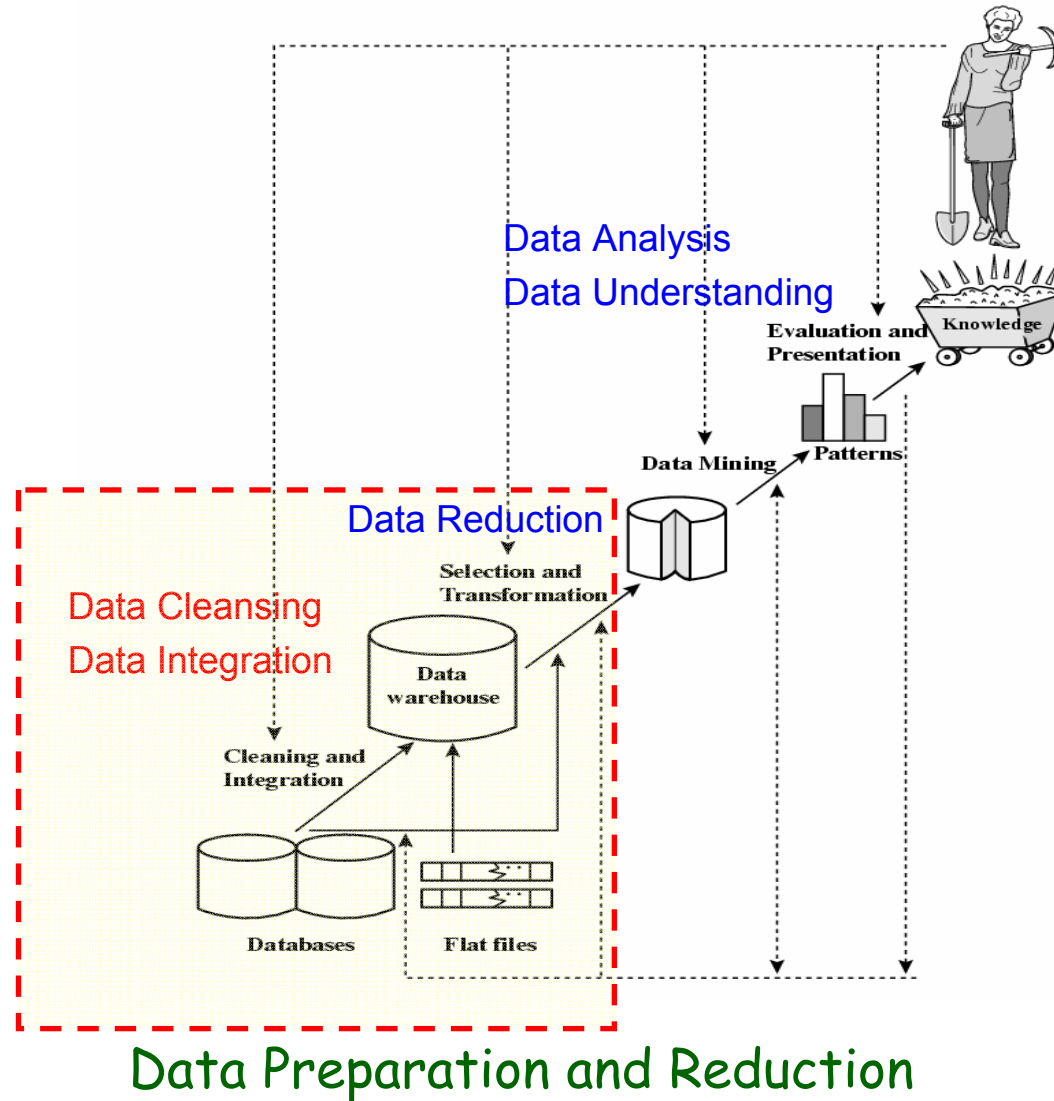 Data Analysis
Data Understanding
Evaluation and
Presentation
Knowledge
Patterns
Data Mining
Data Reduction
Selection and
Transformation
Data Cleansing
Data Integration
Data
warehouse
Cleaning and
Integration
Databases
Flat files
Data Preparation and Reduction